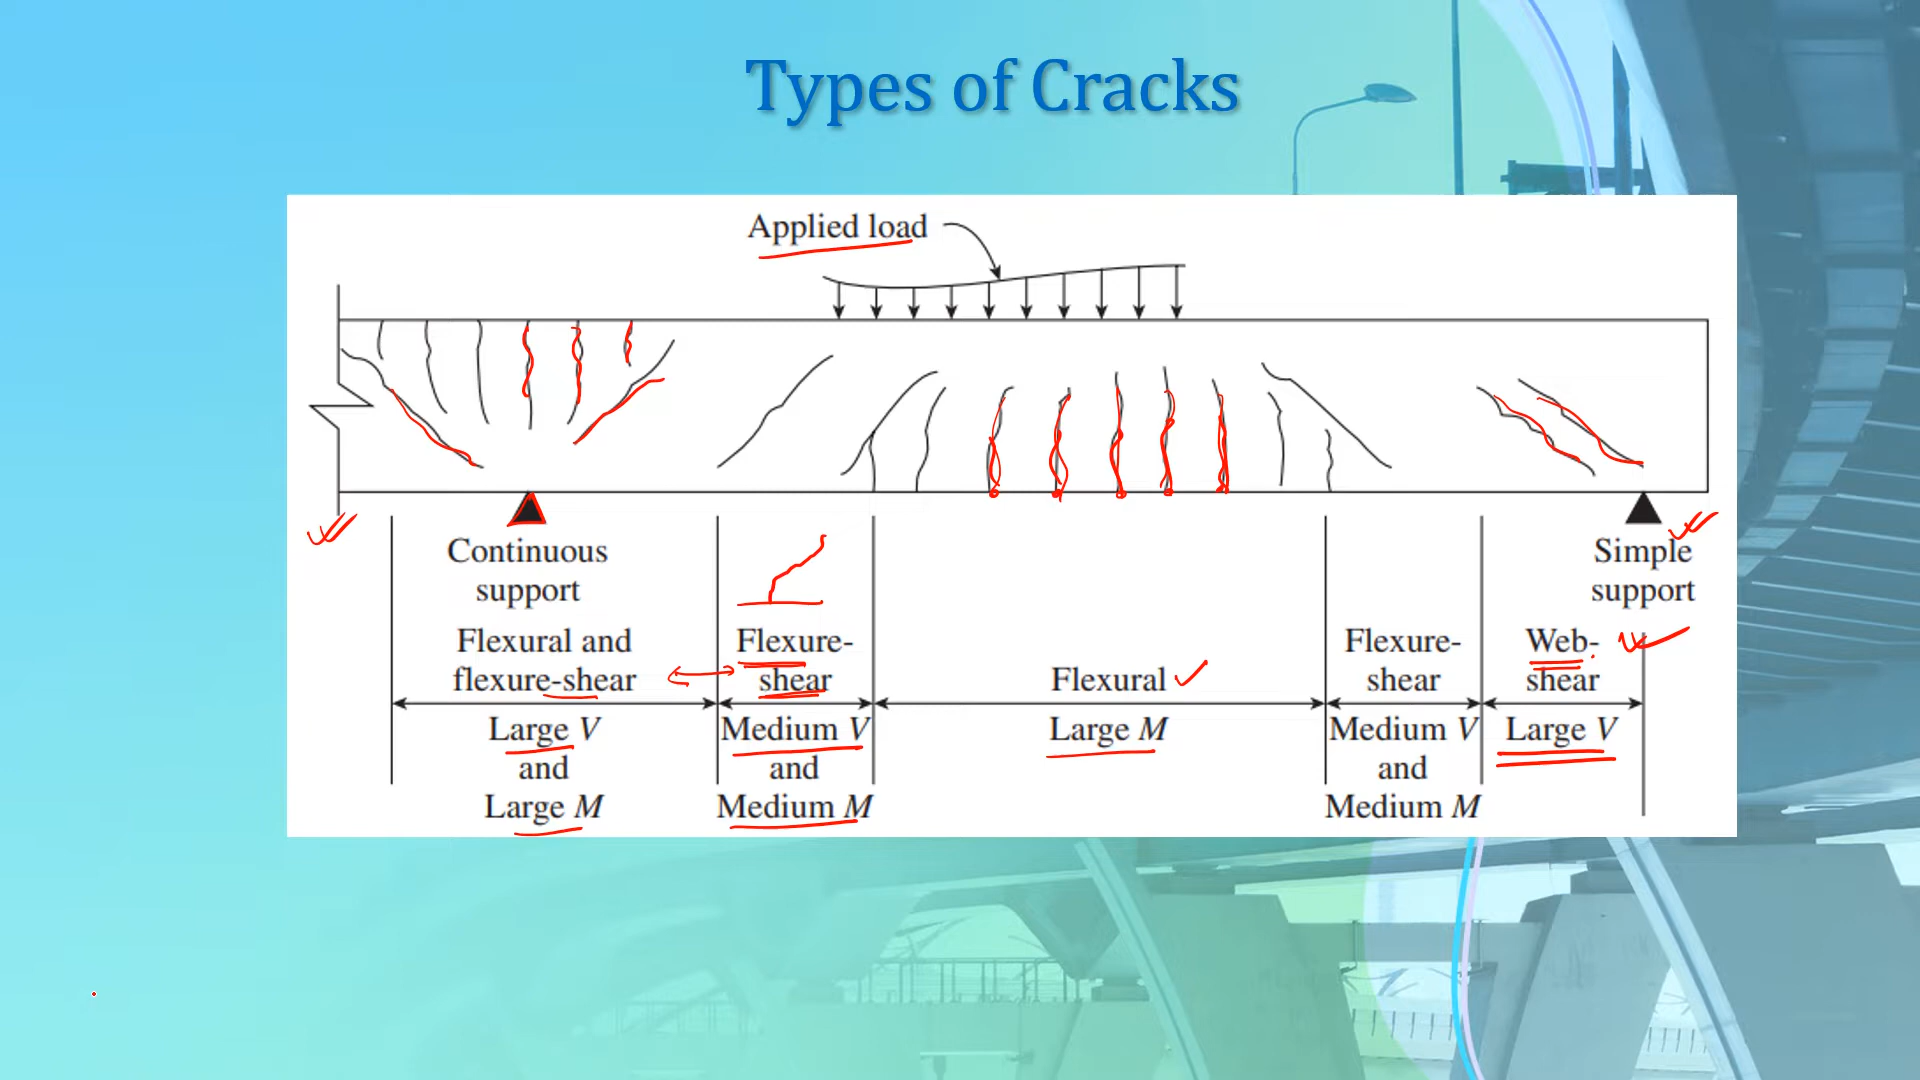 Types of Cracks
Applied load
Continuous
support
Simple
support
Flexural and
flexure-shear
Flexure-
shear
Flexural
Flexure-
shear
Web-
shear
Large V
and
Large M
Medium V
and
Medium M
Large M
Medium V
and
Medium M
Large V